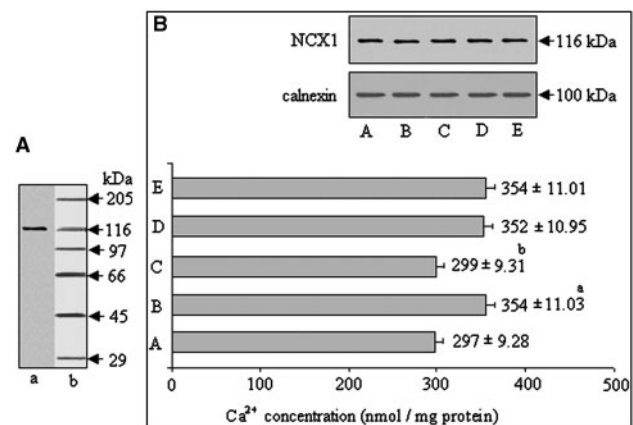 B
NCX1
116 kDa
calnexin
100 kDa
A B C D E
A
kDa
205
116
97
66
45
29
a b
E 354 ± 11.01
D 352 ± 10.95
C 299 ± 9.31 b
B 354 ± 11.03 a
A 297 ± 9.28
0 100 200 300 400 500
Ca²⁺ concentration (nmol / mg protein)